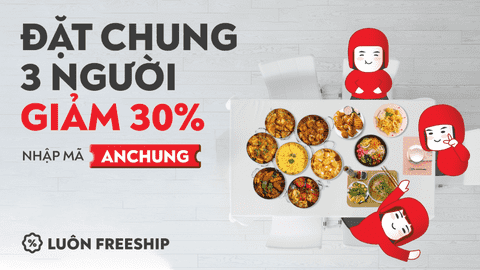 ĐẶT CHUNG
3 NGƯỜI
GIẢM 30%
NHẬP MÃ ANCHUNG
% LUÔN FREESHIP